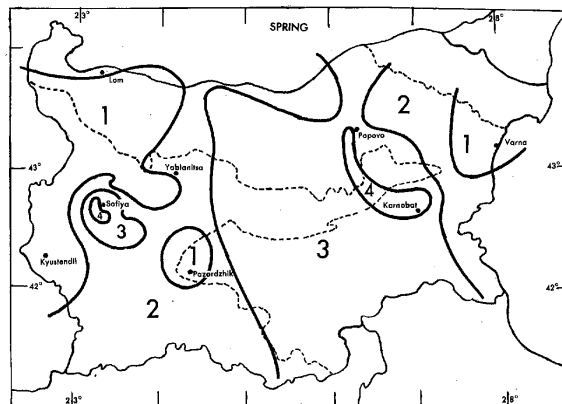 23° 28°
SPRING
Lom
1
2
Popovo
1
Varna
43° 43°
Yablanitsa
4
Sofiya
4
Karnobat
3
3
1
Kyustendil
Pazardzhik
42° 42°
2
23° 28°